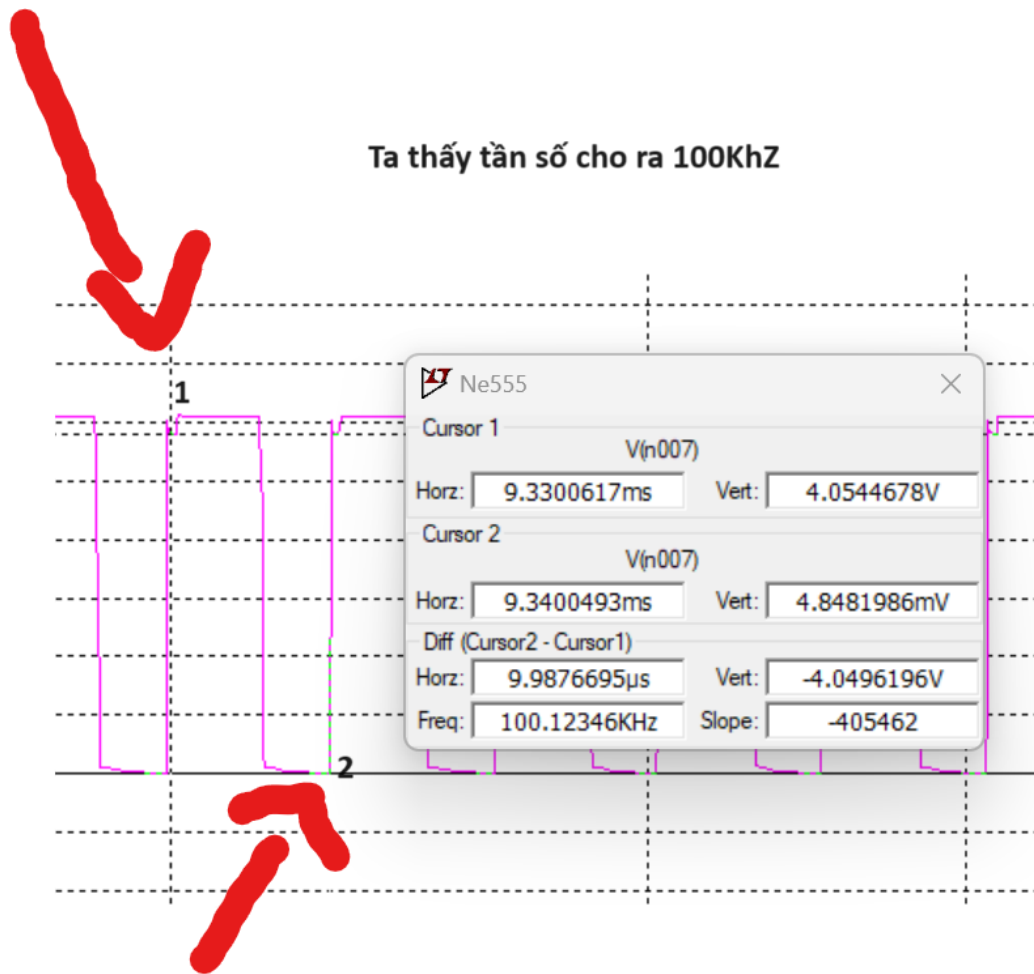 Ta thấy tần số cho ra 100KhZ
1
Ne555
Cursor 1
V(n007)
Horz: 9.3300617ms Vert: 4.0544678V
Cursor 2
V(n007)
Horz: 9.3400493ms Vert: 4.8481986mV
Diff (Cursor2 - Cursor1)
Horz: 9.9876695µs Vert: -4.0496196V
Freq: 100.12346KHz Slope: -405462
2